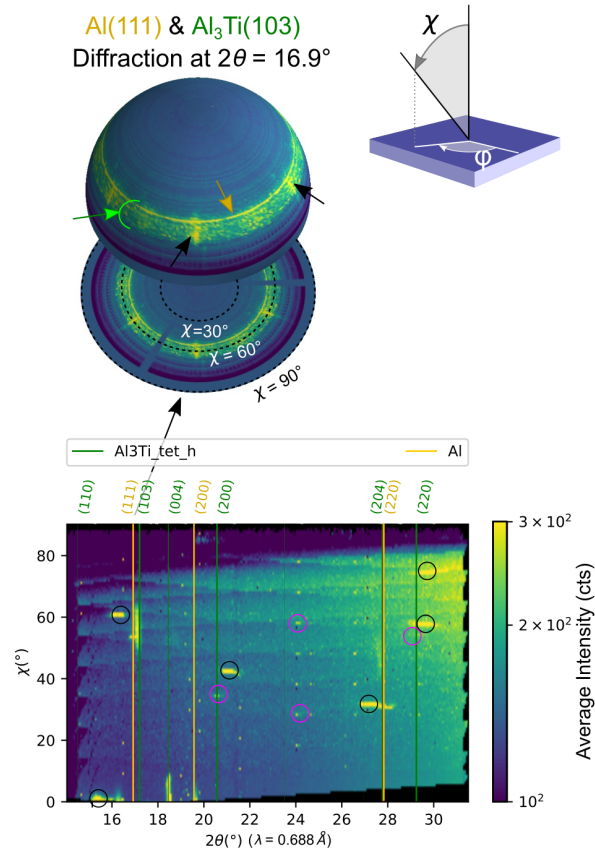 Al(111) & Al₃Ti(103)
Diffraction at 2θ = 16.9°
χ
φ
χ=30°
χ = 60°
χ = 90°
Al3Ti_tet_h
Al
(110)
(111)
(103)
(004)
(200)
(200)
(204)
(220)
(220)
80
60
40
20
0
χ(°)
16
18
20
22
24
26
28
30
2θ(°) (λ = 0.688 Å)
3 × 10²
2 × 10²
10²
Average Intensity (cts)